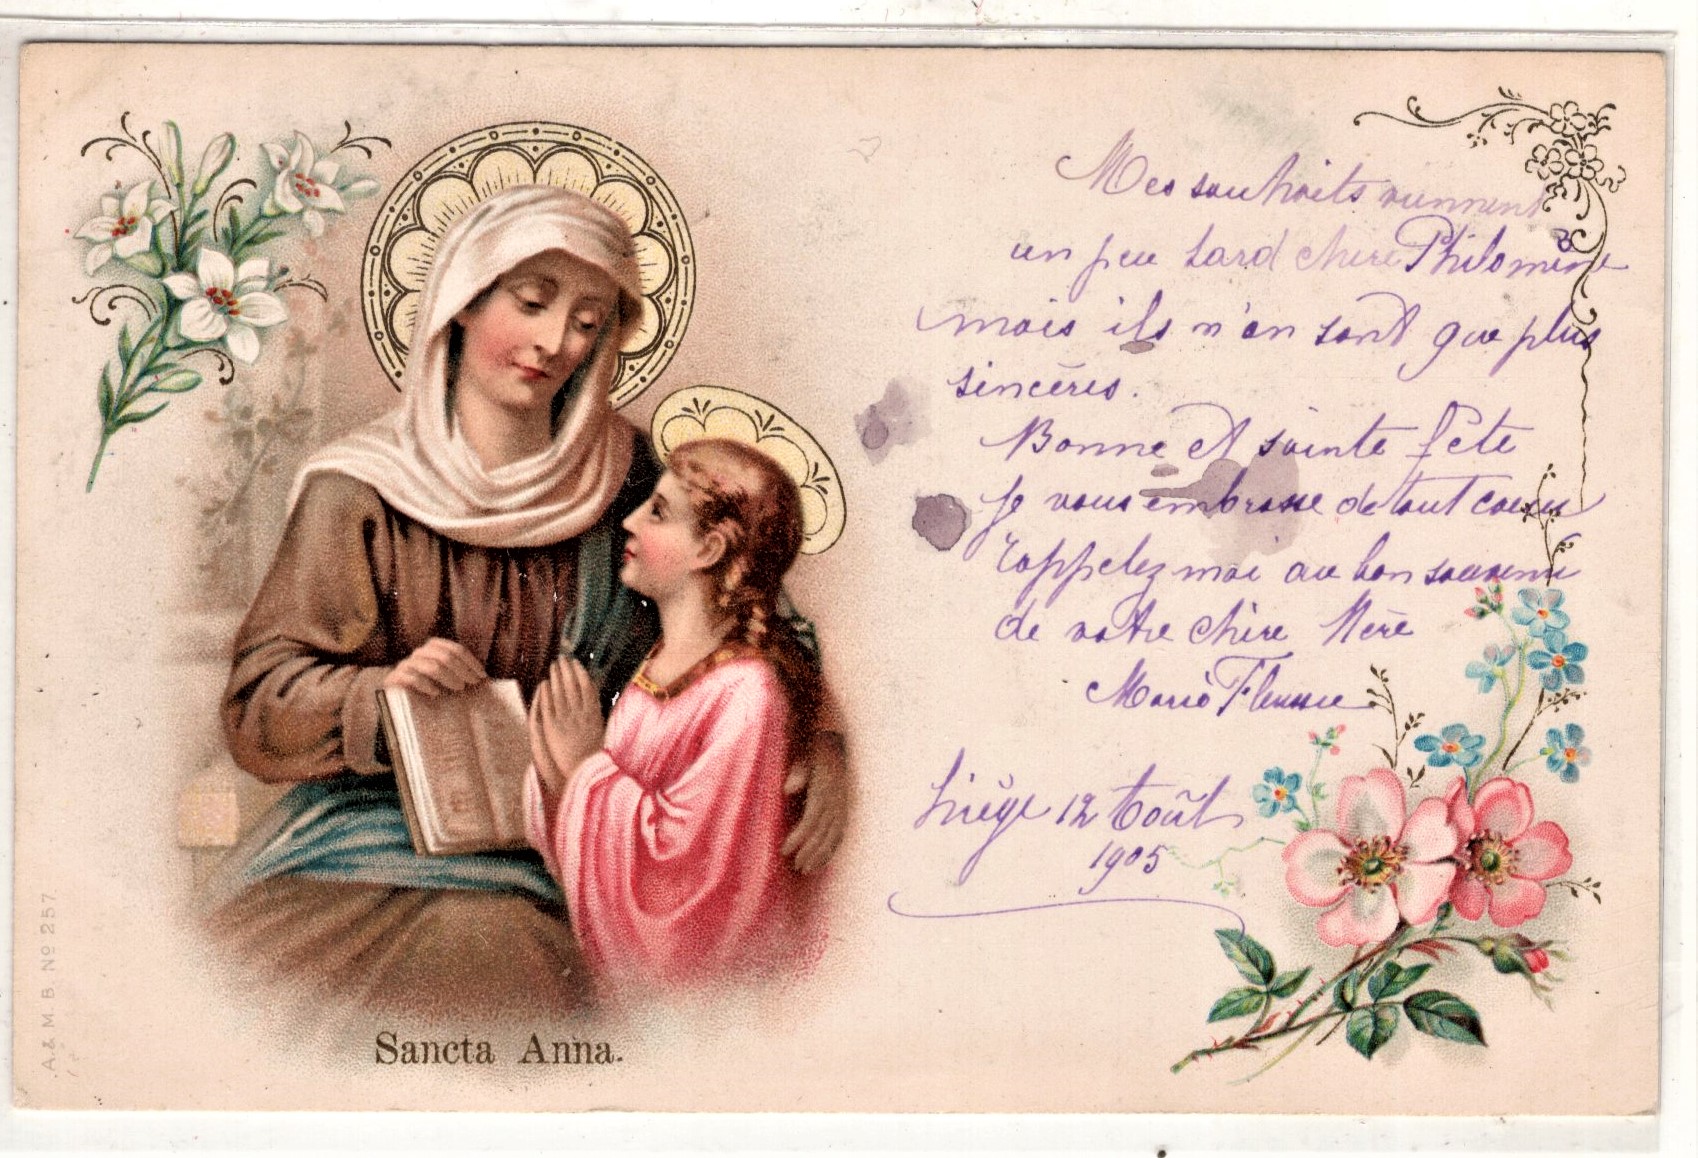 Mes souhaits viennent
un peu tard chère Philomène
mais ils n'en sont que plus
sincères.
Bonne et sainte fête
Je vous embrasse de tout coeur
rappelez moi au bon souvenir
de votre chère Mère
Marie
Liège 12 Août
1905
Sancta Anna.
A. & M. B. No 257